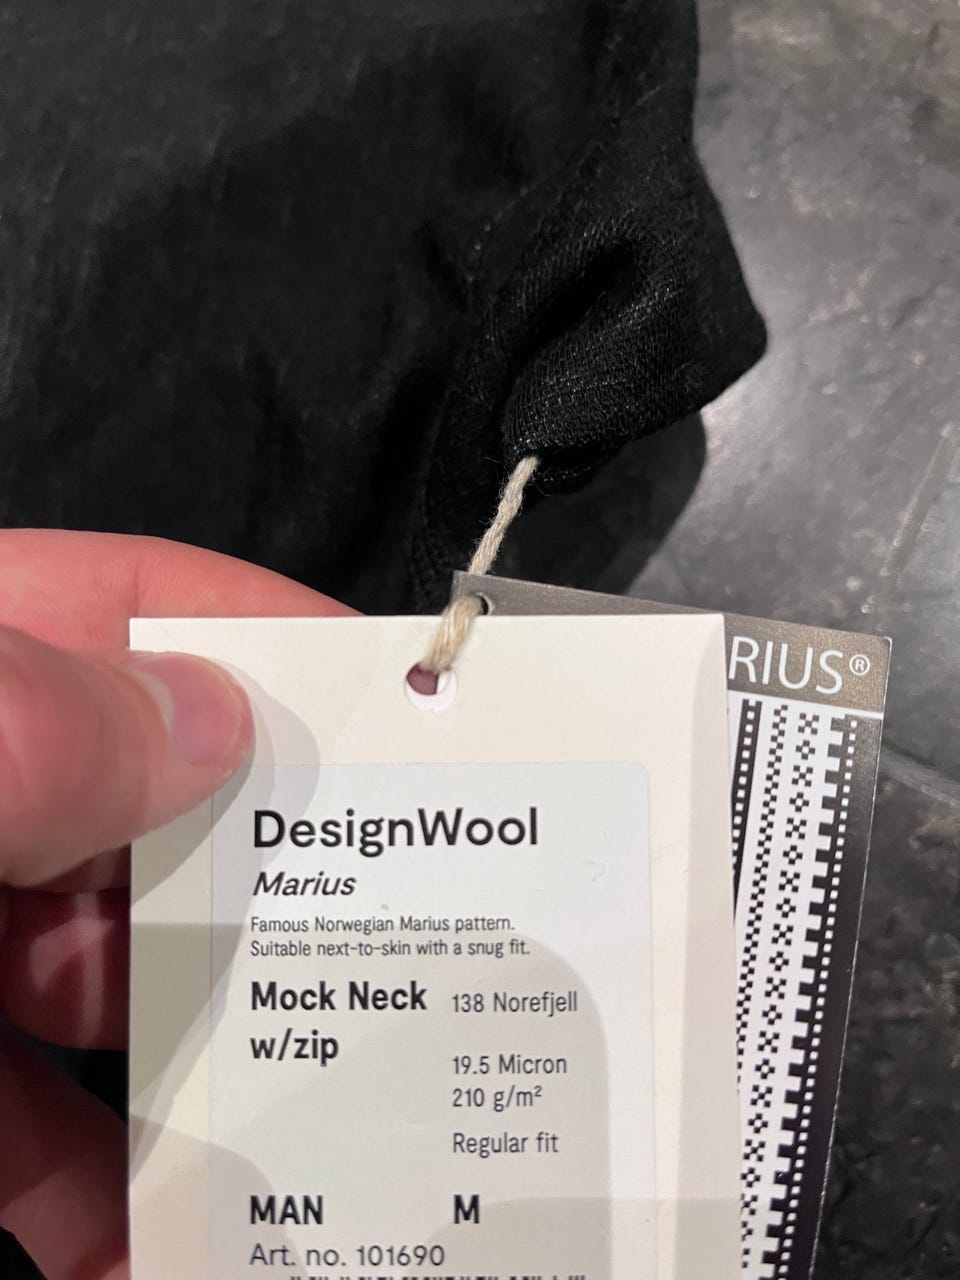 RIUS®
DesignWool
Marius
Famous Norwegian Marius pattern.
Suitable next-to-skin with a snug fit.
Mock Neck 138 Norefjell
w/zip
19.5 Micron
210 g/m²
Regular fit
MAN M
Art. no. 101690